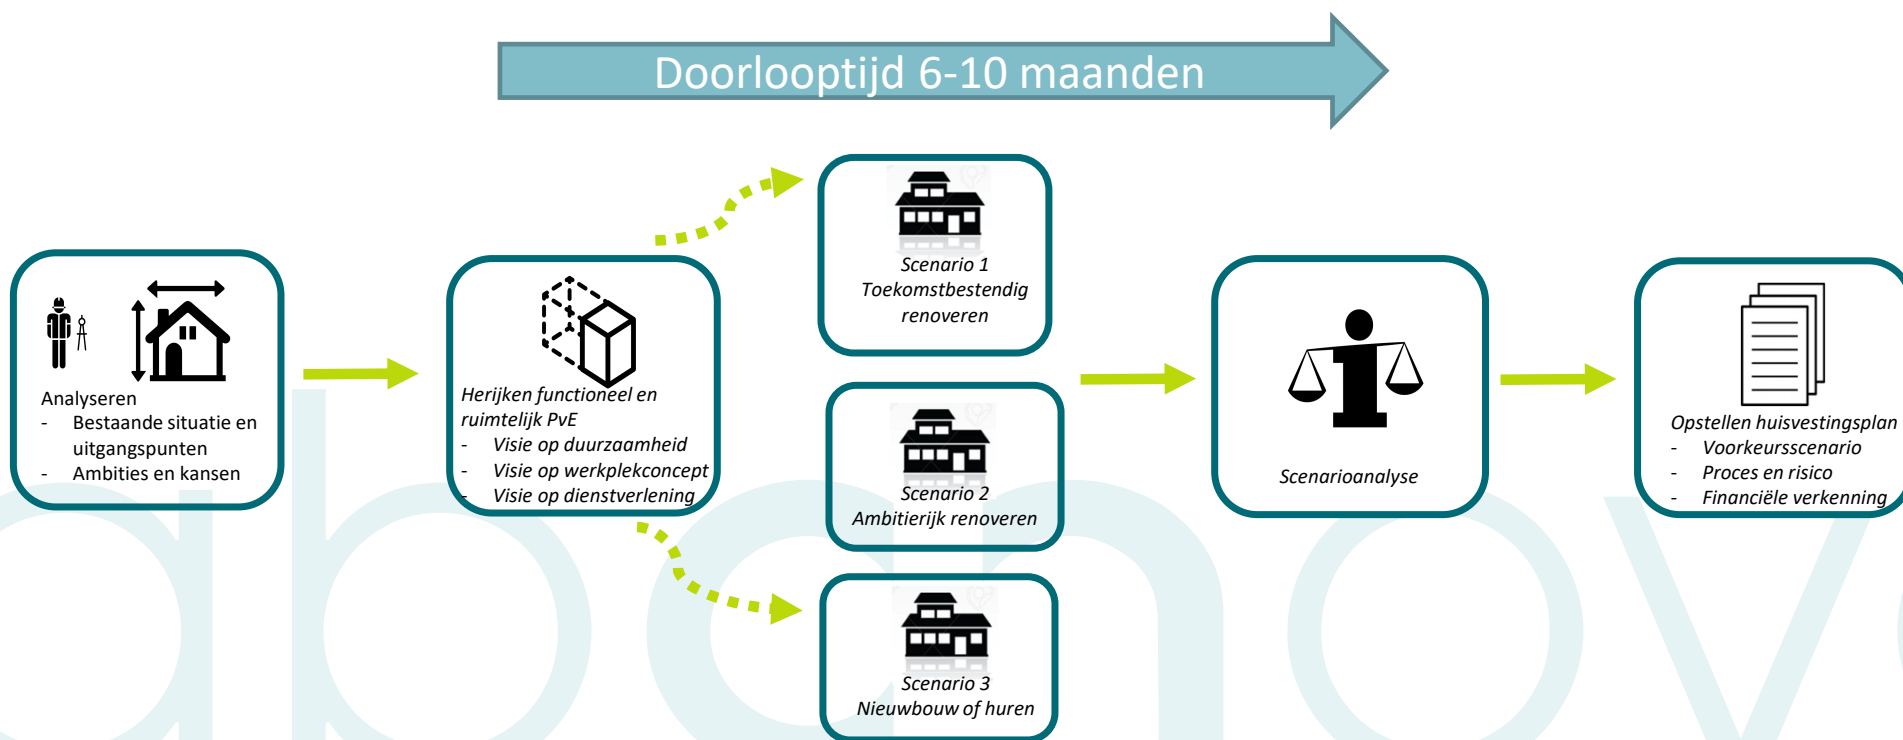 Doorlooptijd 6-10 maanden
Analyseren
- Bestaande situatie en
uitgangspunten
- Ambities en kansen
Herijken functioneel en
ruimtelijk PvE
- Visie op duurzaamheid
- Visie op werkplekconcept
- Visie op dienstverlening
Scenario 1
Toekomstbestendig
renoveren
Scenario 2
Ambitierijk renoveren
Scenario 3
Nieuwbouw of huren
Scenarioanalyse
Opstellen huisvestingsplan
- Voorkeursscenario
- Proces en risico
- Financiële verkenning
abanov